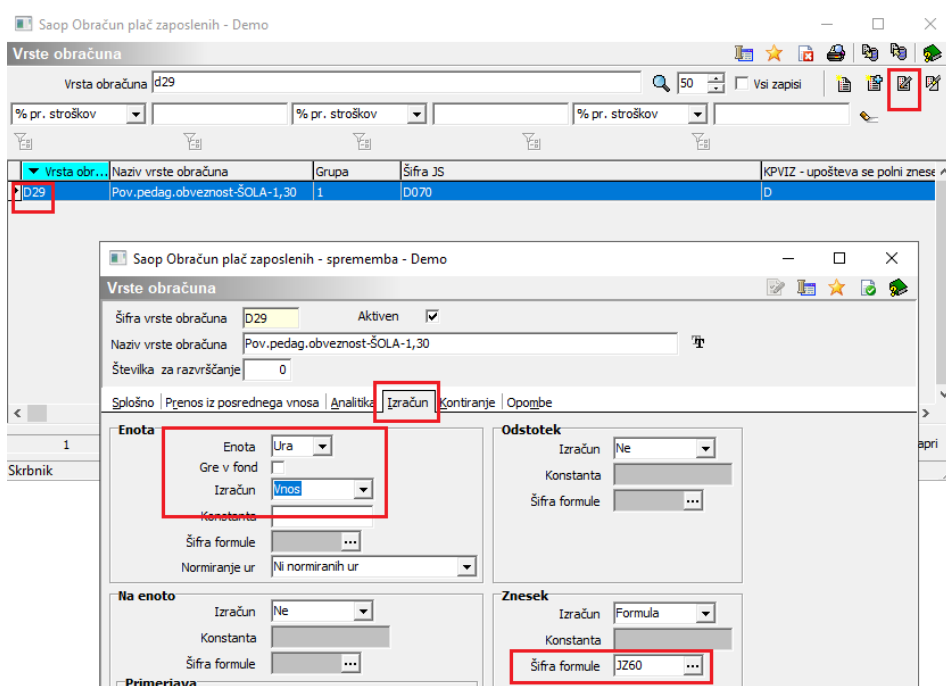 Saop Obračun plač zaposlenih - Demo
Vrste obračuna
Vrsta obračuna d29 50 Vsi zapisi
% pr. stroškov % pr. stroškov % pr. stroškov
Vrsta obr... Naziv vrste obračuna Grupa Šifra JS KPVIZ - upošteva se polni znese
D29 Pov.pedag.obveznost-ŠOLA-1,30 1 D070 D
Saop Obračun plač zaposlenih - sprememba - Demo
Vrste obračuna
Šifra vrste obračuna D29 Aktiven
Naziv vrste obračuna Pov.pedag.obveznost-ŠOLA-1,30
Številka za razvrščanje 0
Splošno Prenos iz posrednega vnosa Analitika Izračun Kontiranje Opombe
Enota Odstotek
Enota Ura Izračun Ne
1 apri
Gre v fond Konstanta
Skrbnik
Izračun Vnos Šifra formule ...
Konstanta
Šifra formule ...
Normiranje ur Ni normiranih ur
Na enoto Znesek
Izračun Ne Izračun Formula
Konstanta Konstanta
Šifra formule ... Šifra formule JZ60 ...
Primerjava